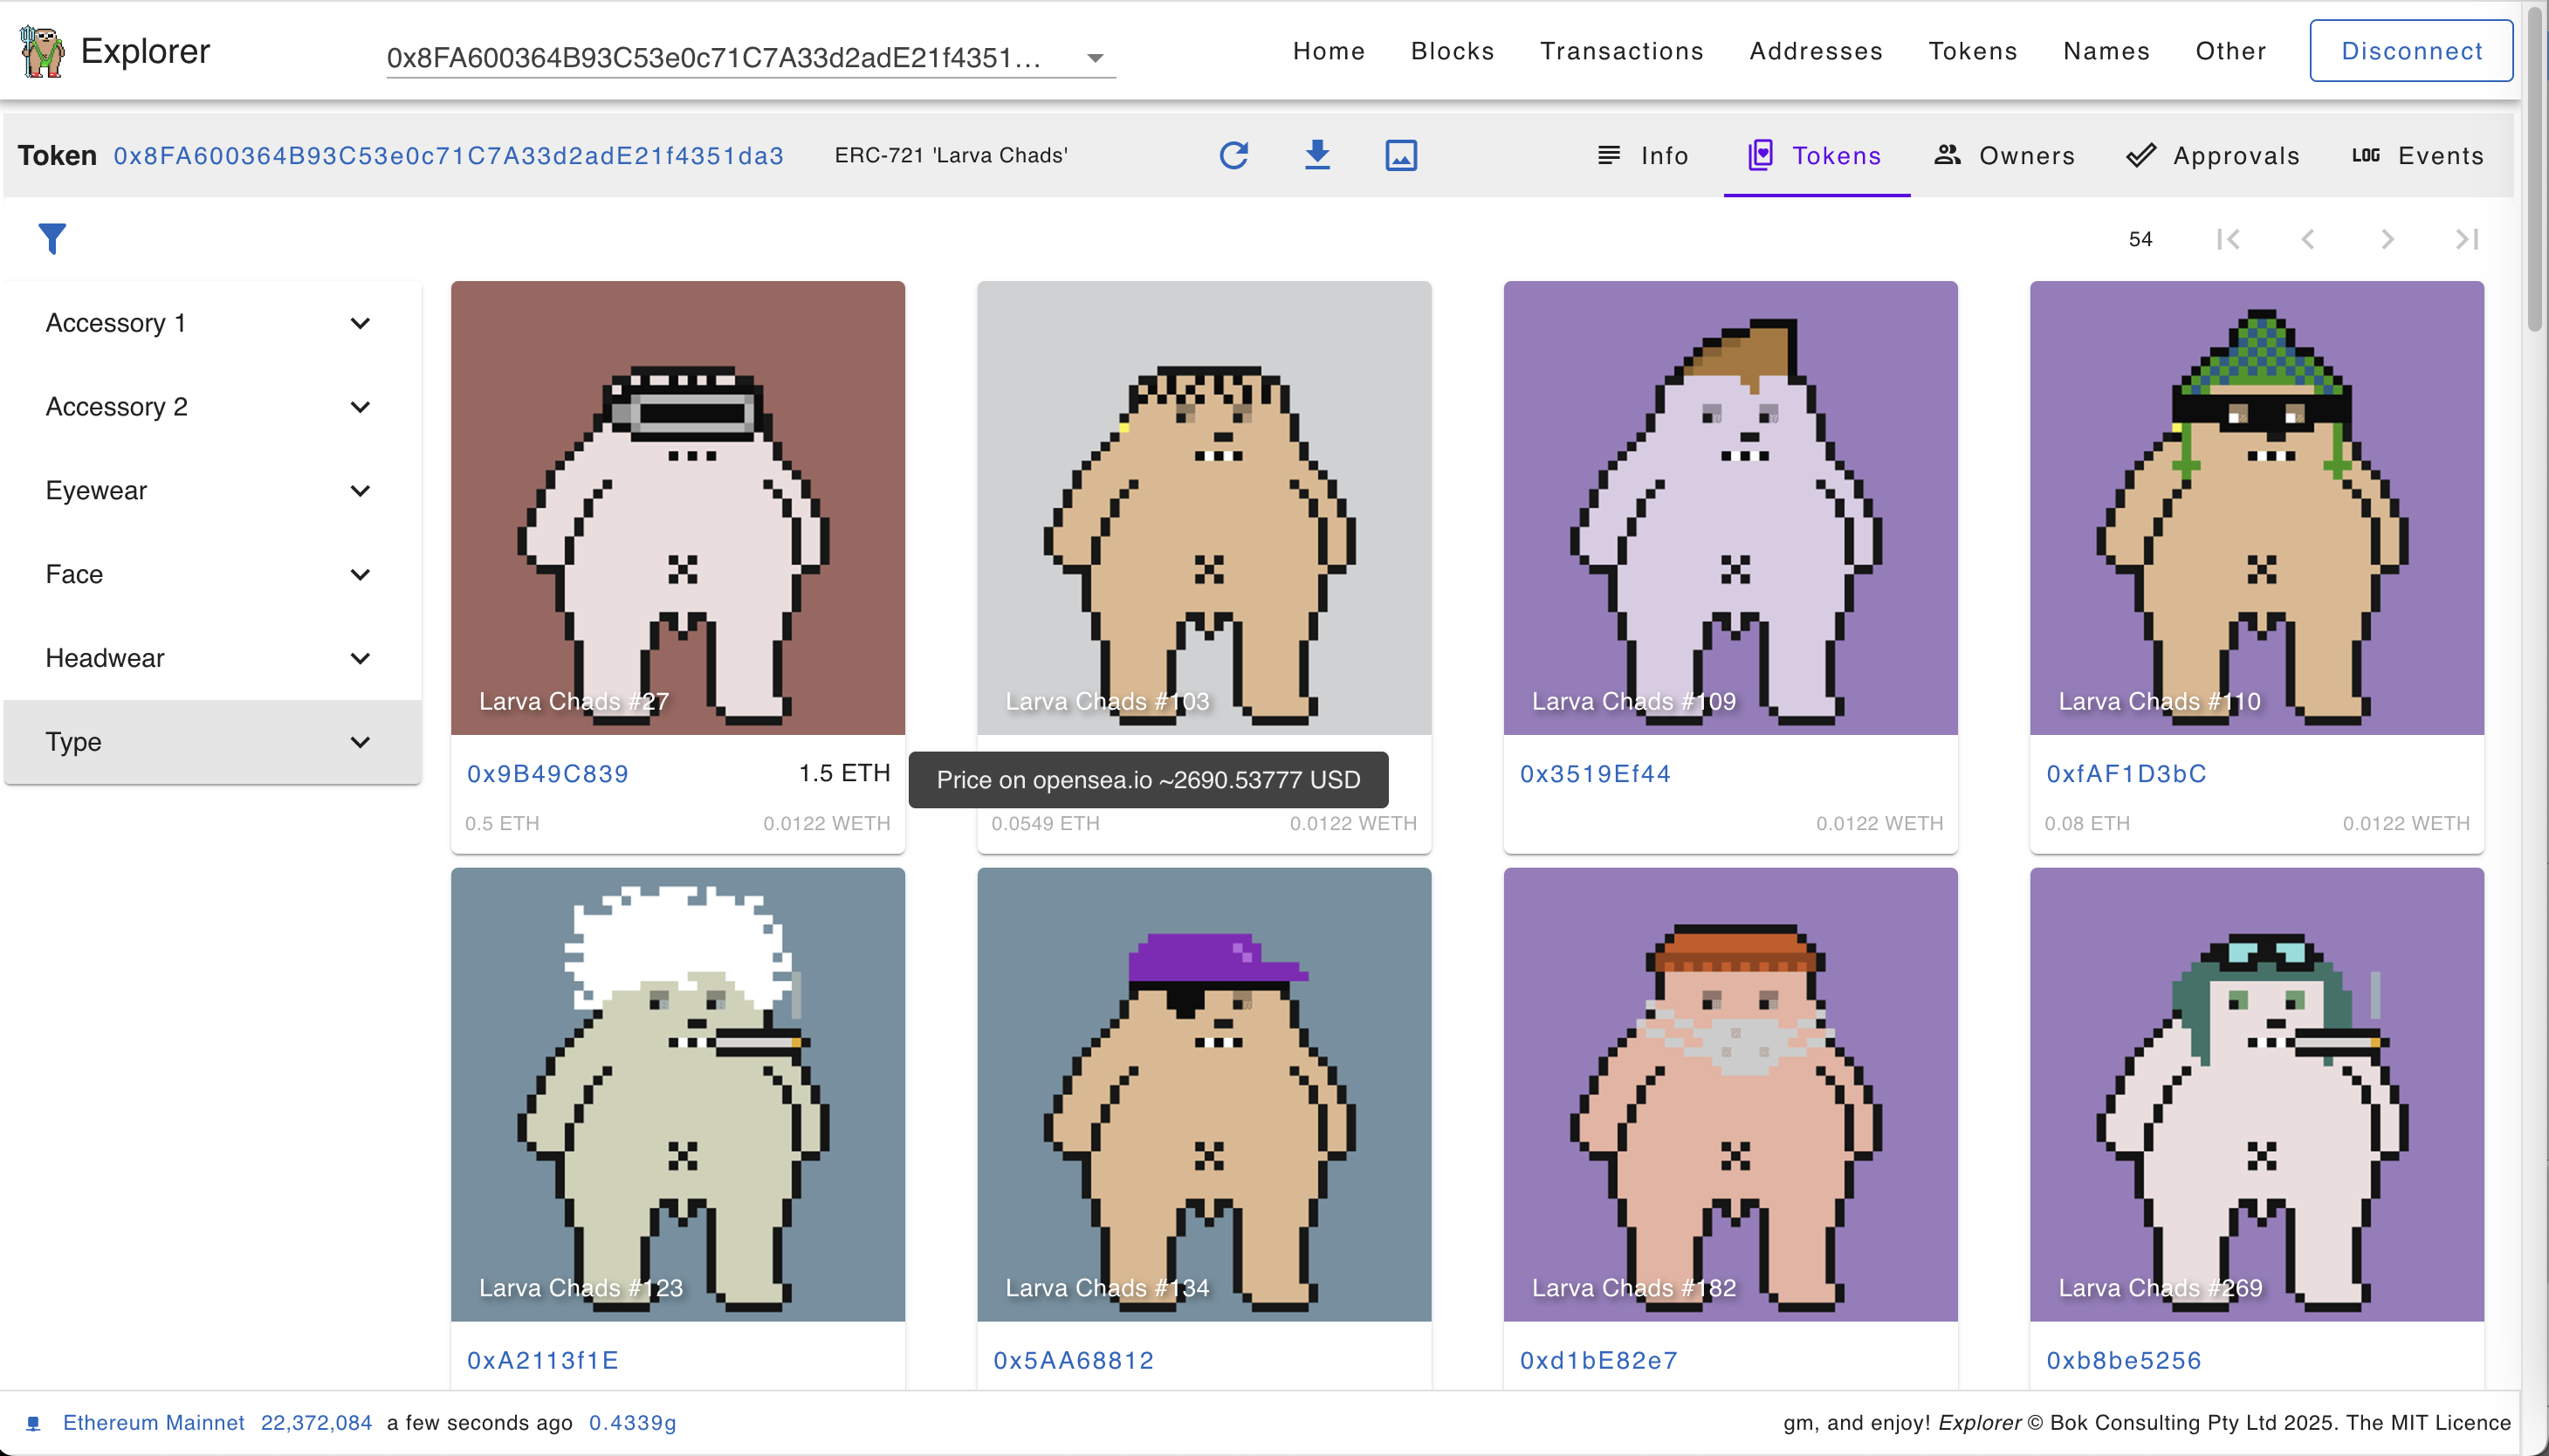 Explorer
0x8FA600364B93C53e0c71C7A33d2adE21f4351...
Home Blocks Transactions Addresses Tokens Names Other Disconnect
Token 0x8FA600364B93C53e0c71C7A33d2adE21f4351da3 ERC-721 'Larva Chads'
Info Tokens Owners Approvals LOG Events
54
Accessory 1
Accessory 2
Eyewear
Face
Headwear
Type
Larva Chads #27 Larva Chads #103 Larva Chads #109 Larva Chads #110
0x9B49C839 1.5 ETH Price on opensea.io ~2690.53777 USD 0x3519Ef44 0xfAF1D3bC
0.5 ETH 0.0122 WETH 0.0549 ETH 0.0122 WETH 0.0122 WETH 0.08 ETH 0.0122 WETH
Larva Chads #123 Larva Chads #134 Larva Chads #182 Larva Chads #269
0xA2113f1E 0x5AA68812 0xd1bE82e7 0xb8be5256
Ethereum Mainnet 22,372,084 a few seconds ago 0.4339g
gm, and enjoy! Explorer © Bok Consulting Pty Ltd 2025. The MIT Licence